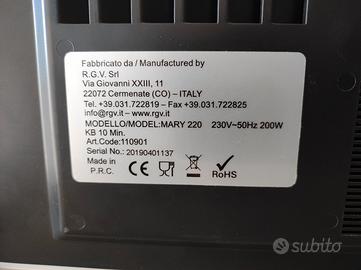 Fabbricato da / Manufactured by
R.G.V. Srl
Via Giovanni XXIII, 11
22072 Cermenate (CO) – ITALY
Tel. +39.031.722819 – Fax +39.031.722825
info@rgv.it – www.rgv.it
MODELLO/MODEL:MARY 220 230V~50Hz 200W
KB 10 Min.
Art.Code:110901
Serial No.: 20190401137
Made in
P.R.C.
CE
RoHS
subito